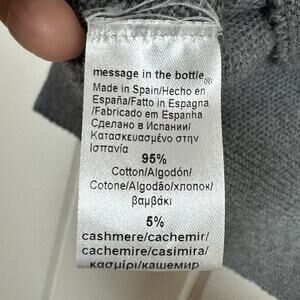 message in the bottle®
Made in Spain/Hecho en
España/Fatto in Espagna
/Fabricado em Espanha
Сделано в Испании/
Κατασκευασμένο στην
Ισπανία
95%
Cotton/Algodón/
Cotone/Algodão/хлопок/
βαμβάκι
5%
cashmere/cachemir/
cachemire/casimira/
κασμίρι/кашемир